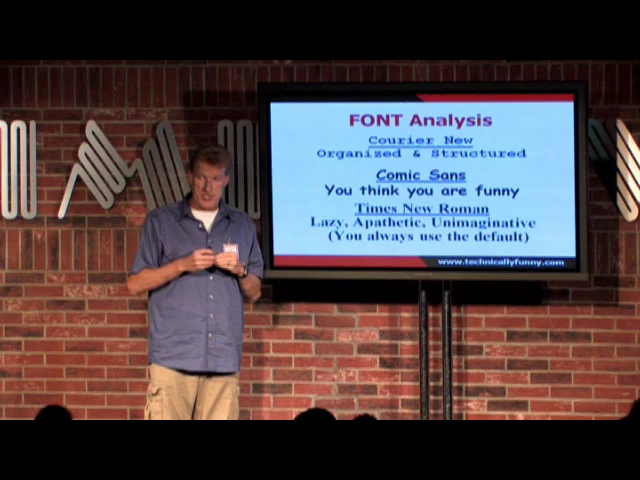 FONT Analysis
Courier New
Organized & Structured
Comic Sans
You think you are funny
Times New Roman
Lazy, Apathetic, Unimaginative
(You always use the default)
www.technicallyfunny.com